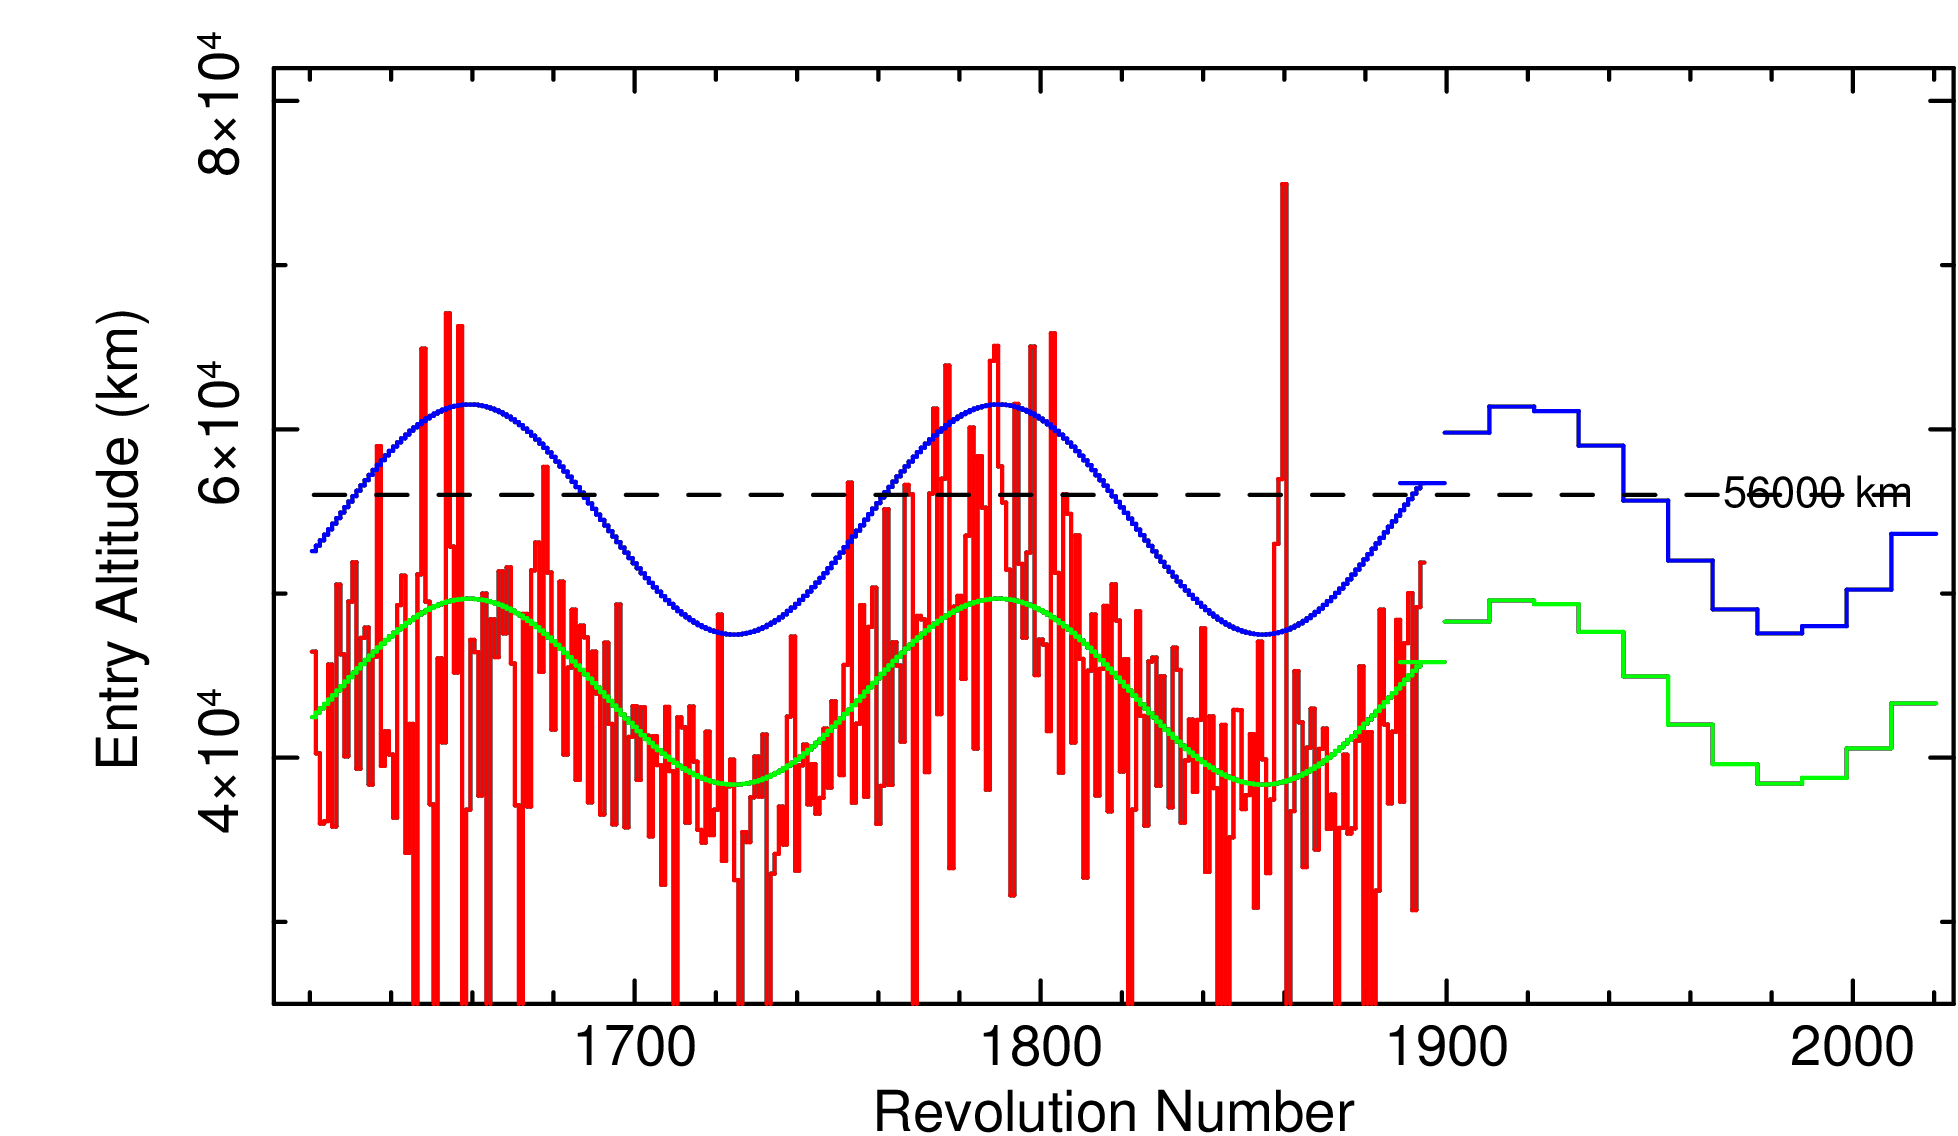 8×10⁴
6×10⁴
4×10⁴
Entry Altitude (km)
56000 km
1700 1800 1900 2000
Revolution Number